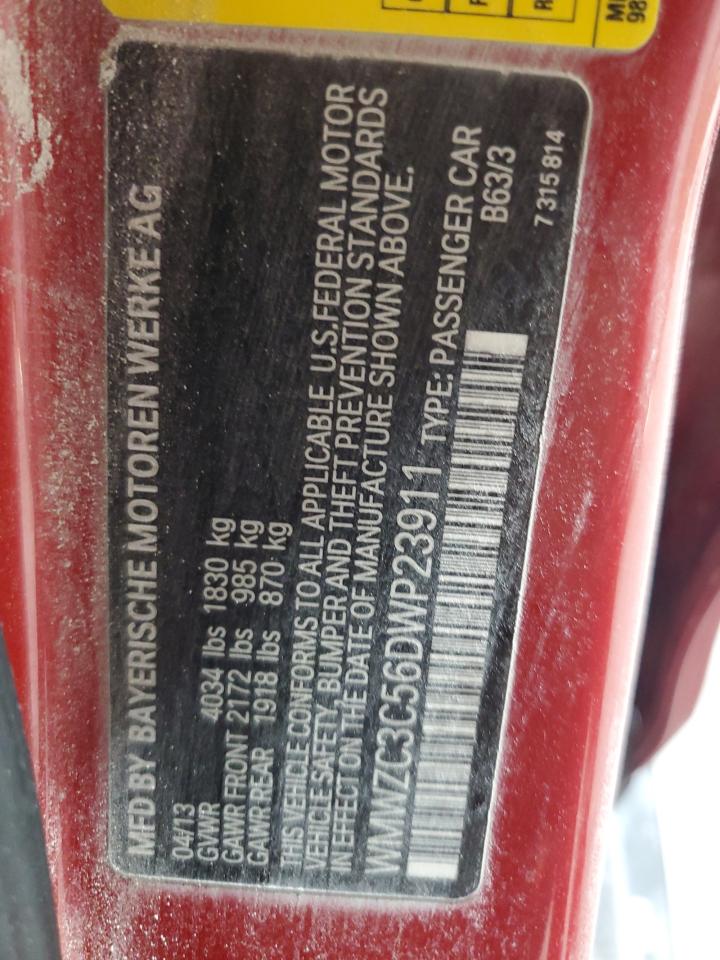 MFD BY BAYERISCHE MOTOREN WERKE AG
04/13
GVWR 4034 lbs 1830 kg
GAWR FRONT 2172 lbs 985 kg
GAWR REAR 1918 lbs 870 kg
THIS VEHICLE CONFORMS TO ALL APPLICABLE U.S. FEDERAL MOTOR
VEHICLE SAFETY, BUMPER AND THEFT PREVENTION STANDARDS
IN EFFECT ON THE DATE OF MANUFACTURE SHOWN ABOVE.
WMWZC3C56DWP23911 TYPE: PASSENGER CAR
B63/3
7 315 814